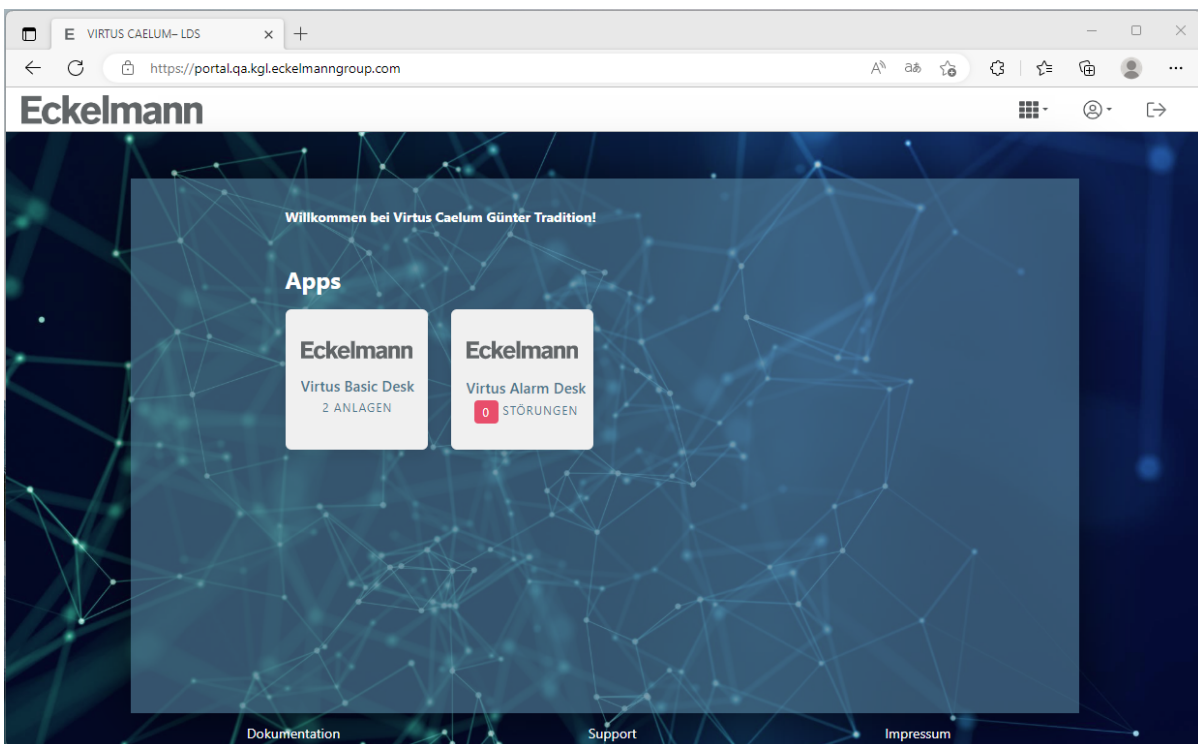 E VIRTUS CAELUM– LDS
https://portal.qa.kgl.eckelmanngroup.com
Eckelmann
Willkommen bei Virtus Caelum Günter Tradition!
Apps
Eckelmann
Virtus Basic Desk
2 ANLAGEN
Eckelmann
Virtus Alarm Desk
0 STÖRUNGEN
Dokumentation
Support
Impressum